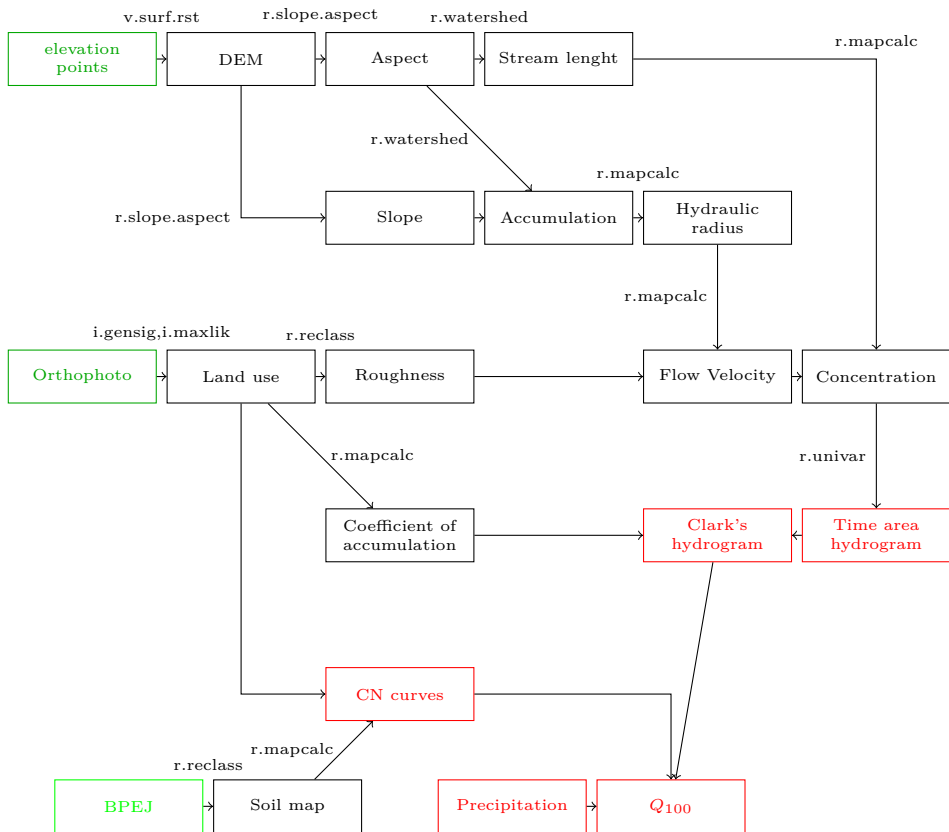 v.surf.rst
r.slope.aspect
r.watershed
r.mapcalc
elevation
points
DEM
Aspect
Stream lenght
r.watershed
r.mapcalc
r.slope.aspect
Slope
Accumulation
Hydraulic
radius
r.mapcalc
i.gensig,i.maxlik
r.reclass
Orthophoto
Land use
Roughness
Flow Velocity
Concentration
r.mapcalc
r.univar
Coefficient of
accumulation
Clark's
hydrogram
Time area
hydrogram
CN curves
r.mapcalc
r.reclass
BPEJ
Soil map
Precipitation
Q100